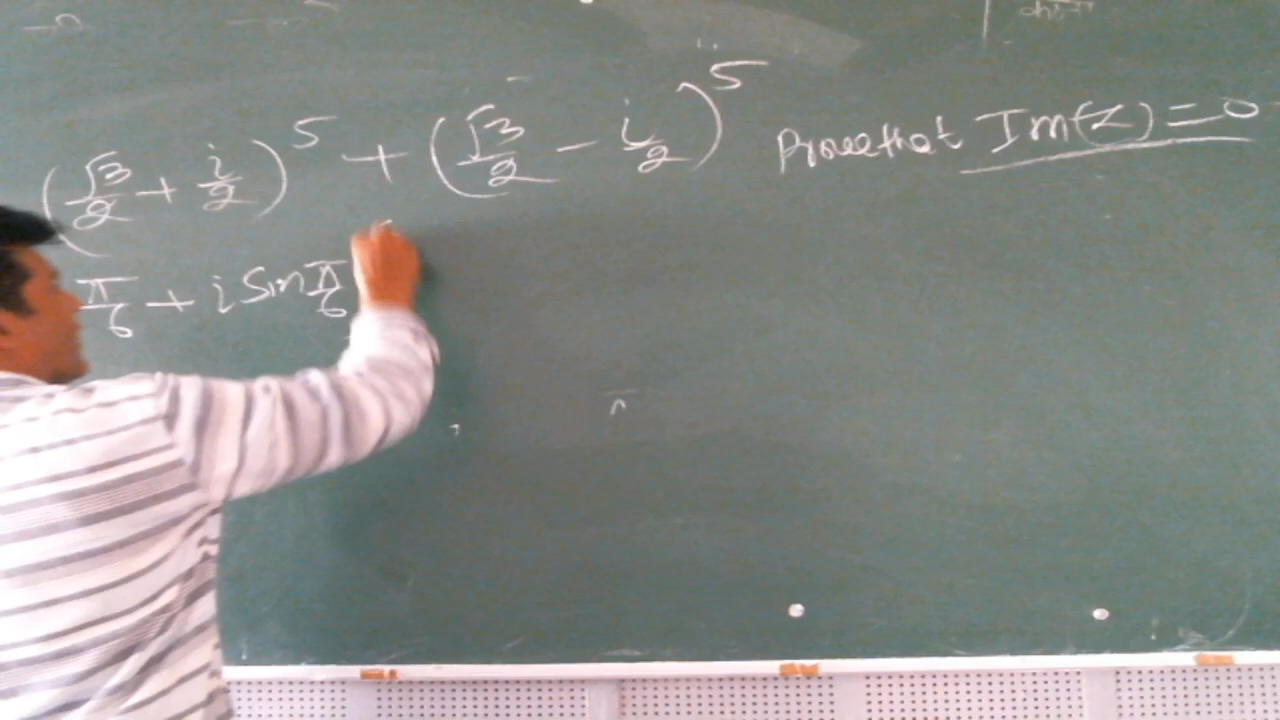 (√3/2 + i/2)^5 + (√3/2 - i/2)^5 Prove that Im(z) = 0
π/6 + i Sin π/6